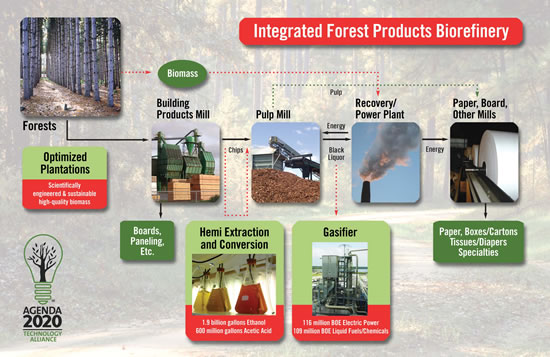 Integrated Forest Products Biorefinery
Biomass
Pulp
Forests
Building
Products Mill
Pulp Mill
Recovery/
Power Plant
Paper, Board,
Other Mills
Chips
Energy
Black
Liquor
Energy
Optimized
Plantations
Scientifically
engineered & sustainable
high-quality biomass
Boards,
Paneling,
Etc.
Hemi Extraction
and Conversion
1.9 billion gallons Ethanol
600 million gallons Acetic Acid
Gasifier
116 million BOE Electric Power
109 million BOE Liquid Fuels/Chemicals
Paper, Boxes/Cartons
Tissues/Diapers
Specialties
AGENDA
2020
TECHNOLOGY
ALLIANCE